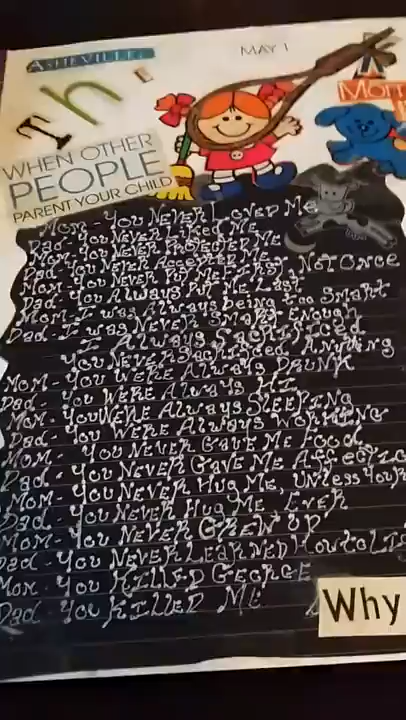 ASHEVILLE
MAY 1
Th
MOM
WHEN OTHER
PEOPLE
PARENT YOUR CHILD
Mom - You NEVER LOVED Me
Dad - You NEVER Liked Me
Mom - You NEVER Protected Me
Dad - You Never Accepted Me
Mom - You NEVER Put Me First, NOT ONCE
Dad - You Always Put Me Last
Mom - I was Always being too Smart
Dad - I was NEVER Smart Enough
I Always Sacrificed
You NEVER Sacrificed Anything
MOM - You WERE Always DRUNK
Dad - You WERE Always HI
Mom - You WERE Always SLEEPING
Dad - You WERE Always WORKING
Mom - You NEVER Gave Me Food
Dad - You NEVER Gave Me
Mom - You NEVER Hug Me, UNLess
Dad - You NEVER Hug Me, Ever
Mom - You NEVER GREW UP
Dad - You NEVER LEARNED How to
Mom - You KILLED GEORGE
Dad - You KILLED ME
Why